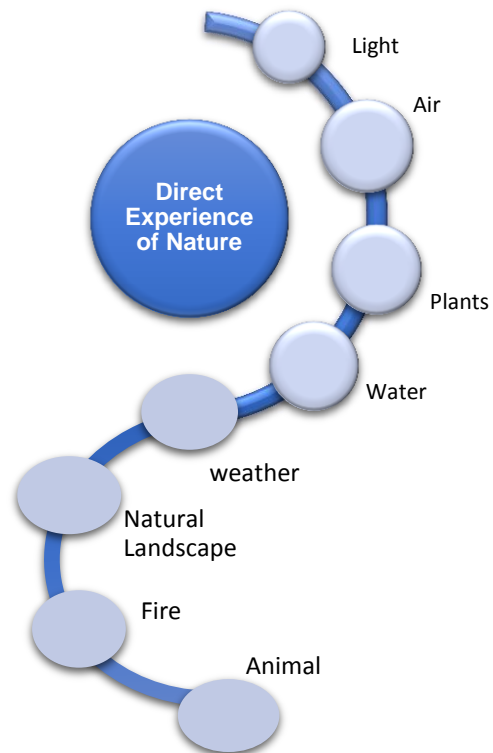 Light
Air
Direct
Experience
of Nature
Plants
Water
weather
Natural
Landscape
Fire
Animal